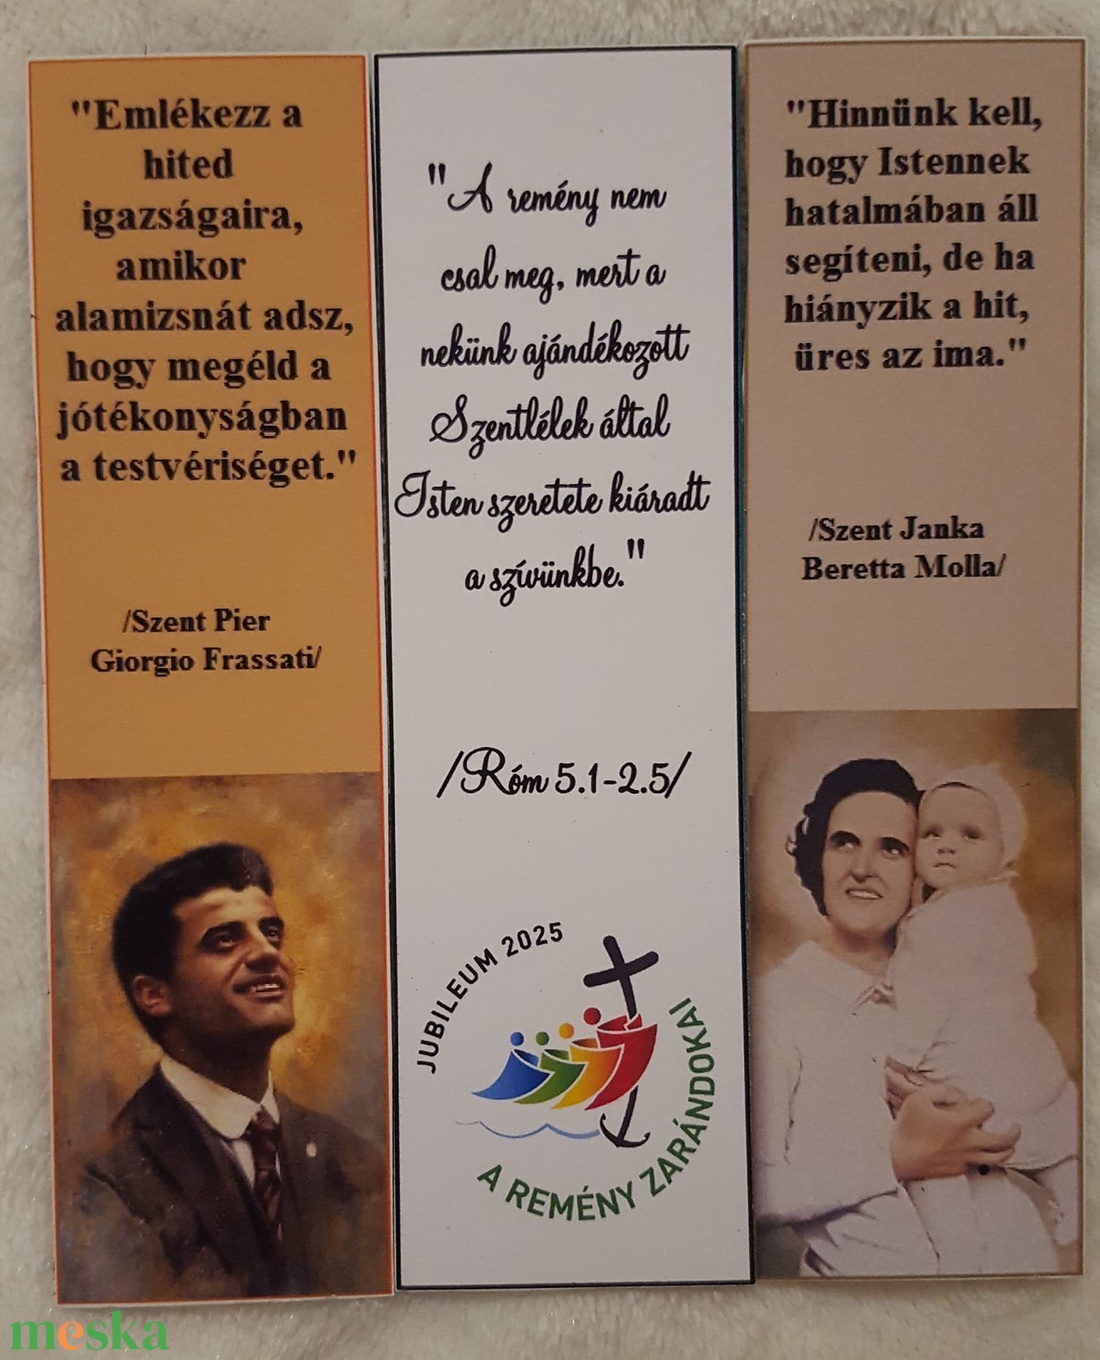 "Emlékezz a
hited
igazságaira,
amikor
alamizsnát adsz,
hogy megéld a
jótékonyságban
a testvériséget."
/Szent Pier
Giorgio Frassati/
"A remény nem
csal meg, mert a
nekünk ajándékozott
Szentlélek által
Isten szeretete kiáradt
a szívünkbe."
/Róm 5.1-2.5/
JUBILEUM 2025
A REMÉNY ZARÁNDOKAI
"Hinnünk kell,
hogy Istennek
hatalmában áll
segíteni, de ha
hiányzik a hit,
üres az ima."
/Szent Janka
Beretta Molla/
meska